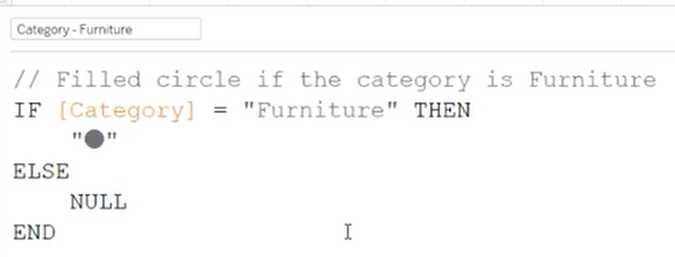 Category - Furniture
// Filled circle if the category is Furniture
IF [Category] = "Furniture" THEN
"●"
ELSE
NULL
END